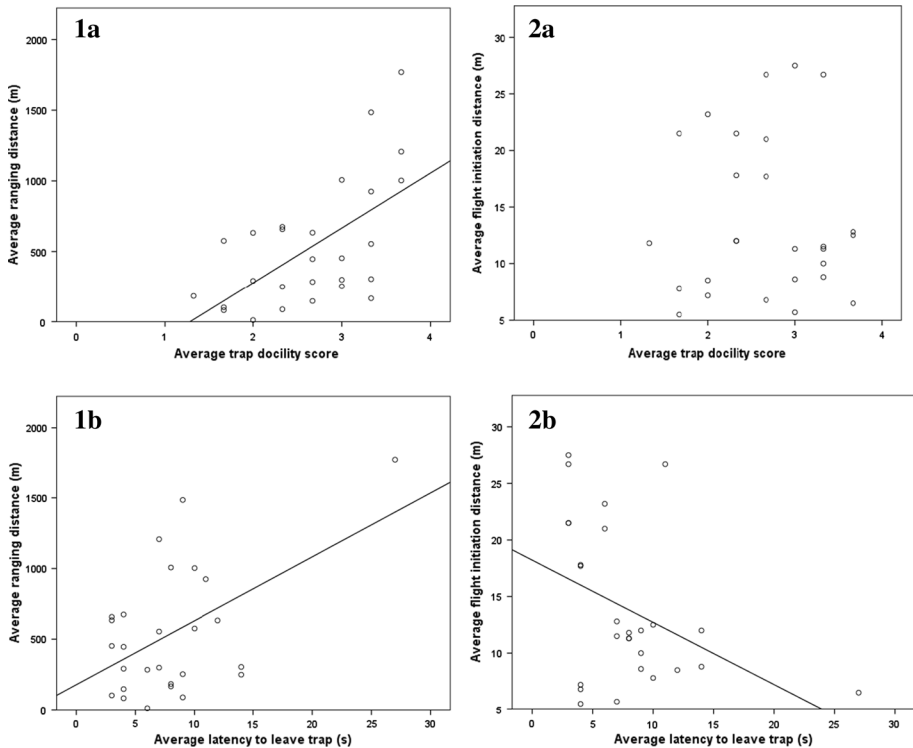 1a
Average ranging distance (m)
2000
1500
1000
500
0
0 1 2 3 4
Average trap docility score
2a
Average flight initiation distance (m)
30
25
20
15
10
5
0 1 2 3 4
Average trap docility score
1b
Average ranging distance (m)
2000
1500
1000
500
0
0 5 10 15 20 25 30
Average latency to leave trap (s)
2b
Average flight initiation distance (m)
30
25
20
15
10
5
0 5 10 15 20 25 30
Average latency to leave trap (s)